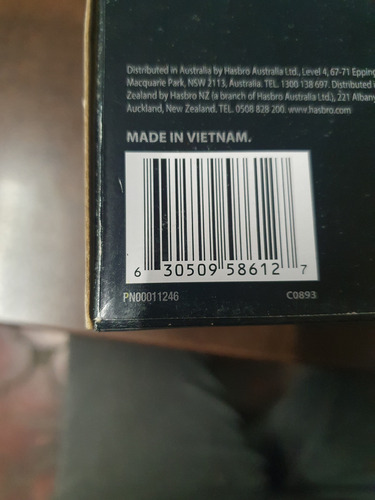 Distributed in Australia by Hasbro Australia Ltd., Level 4, 67-71 Epping
Macquarie Park, NSW 2113, Australia. TEL. 1300 138 697. Distributed in
Zealand by Hasbro NZ (a branch of Hasbro Australia Ltd.), 221 Albany
Auckland, New Zealand. TEL. 0508 828 200. www.hasbro.com
MADE IN VIETNAM.
6 30509 58612 7
PN00011246 C0893